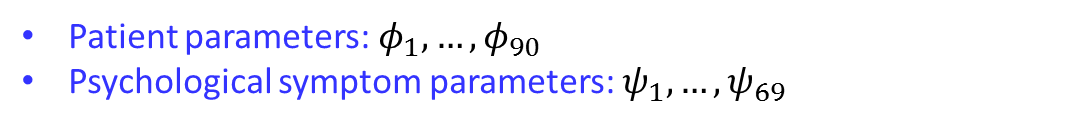 • Patient parameters: ϕ₁, … , ϕ₉₀
• Psychological symptom parameters: ψ₁, … , ψ₆₉